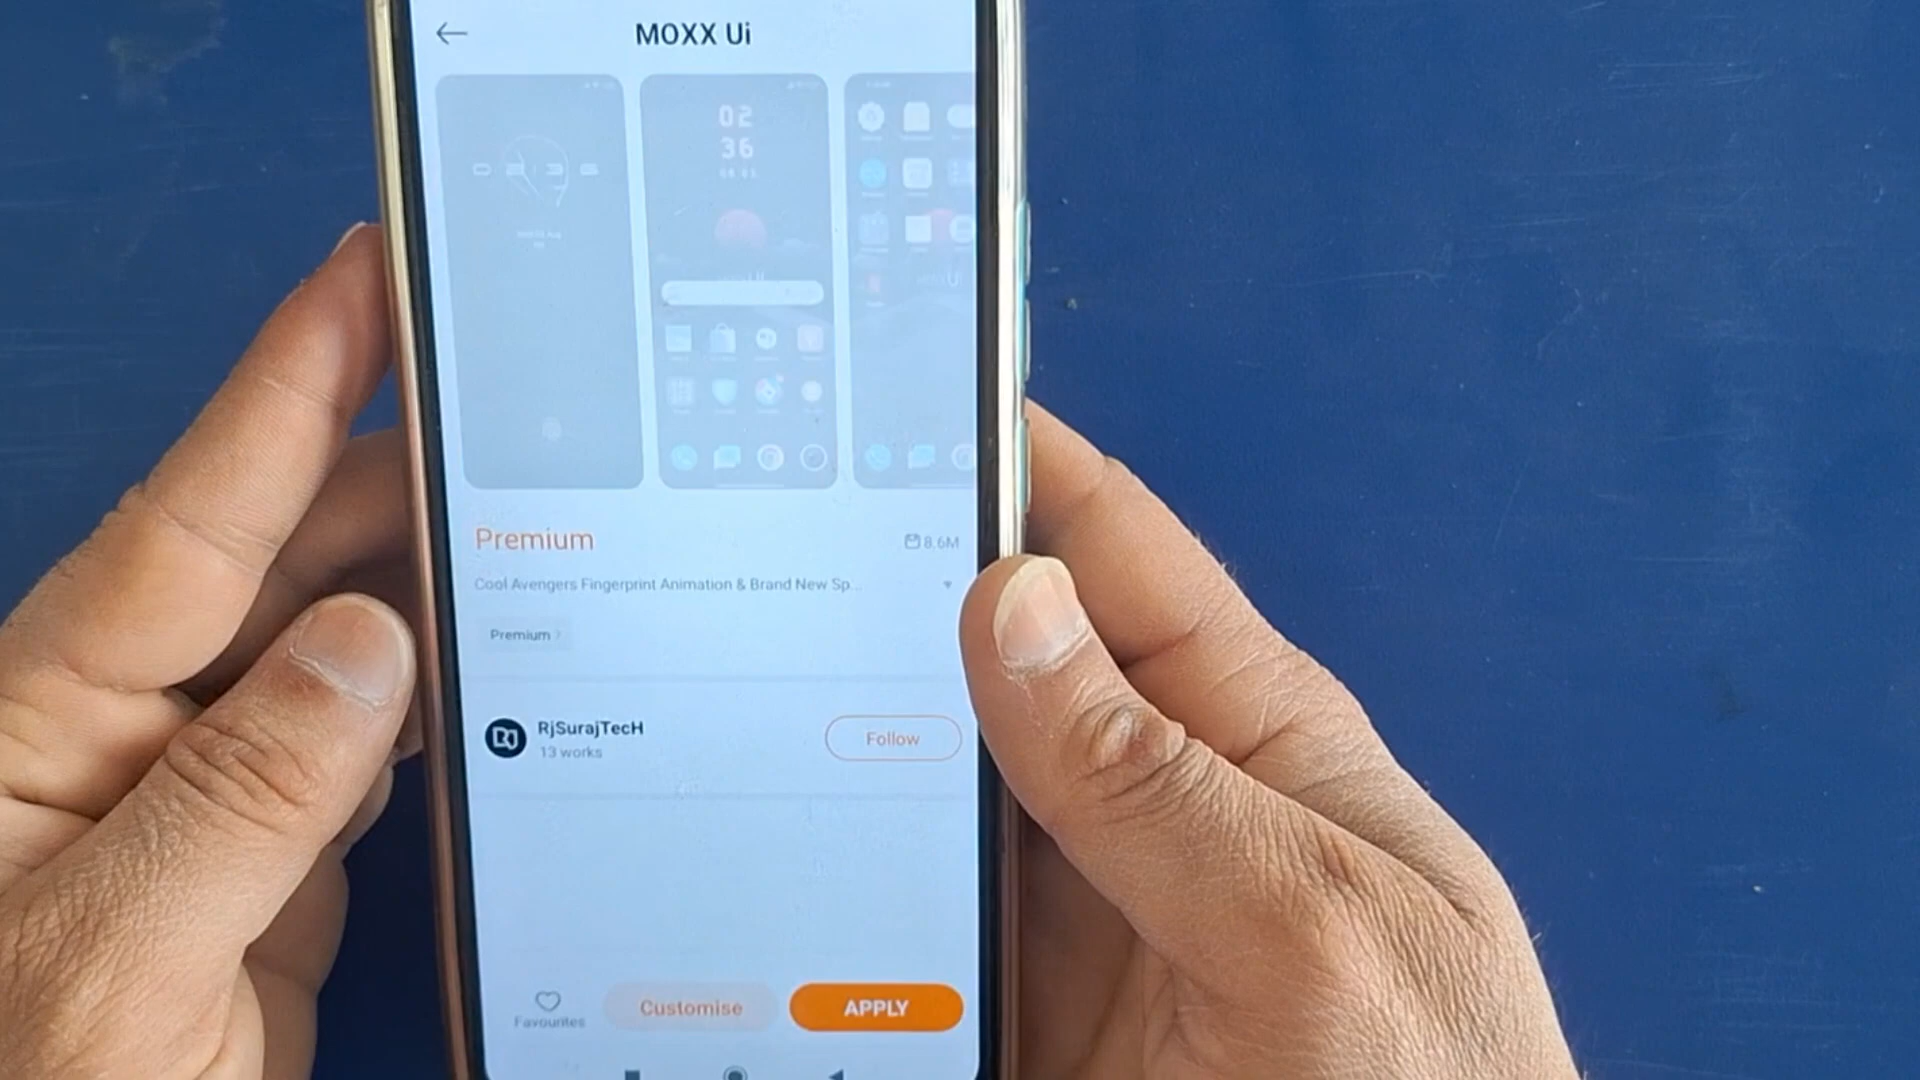 MOXX Ui
02
36
Premium
8.6M
Cool Avengers Fingerprint Animation & Brand New Sp...
Premium
RjSurajTecH
13 works
Follow
Favourites
Customise
APPLY